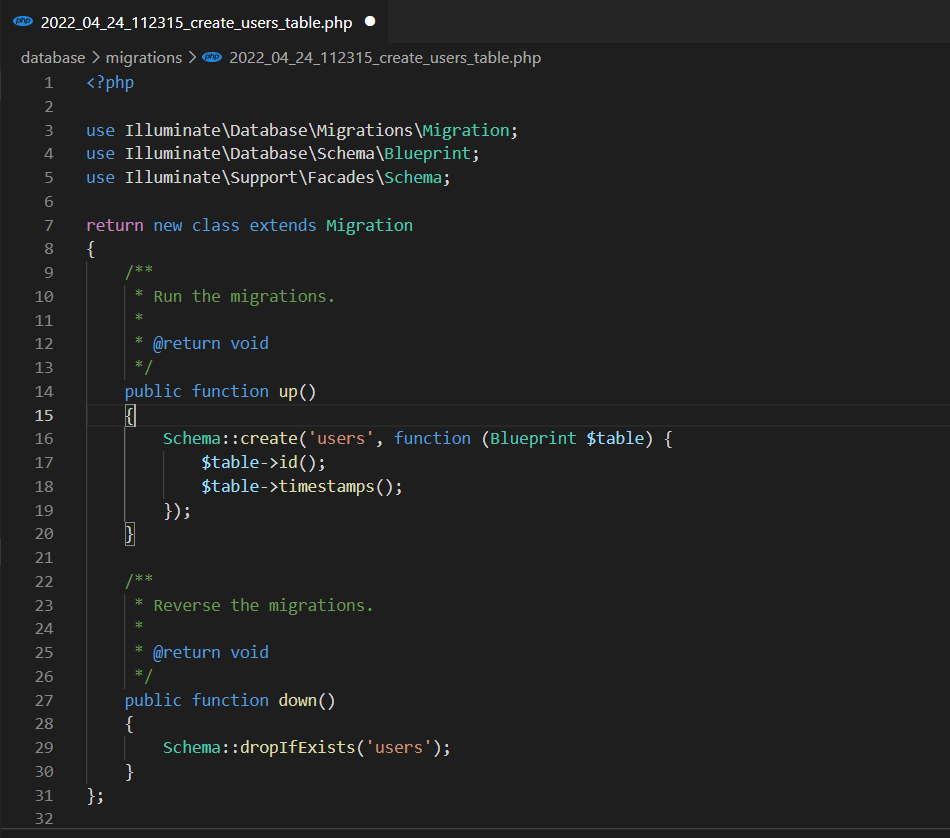 php 2022_04_24_112315_create_users_table.php
database > migrations > php 2022_04_24_112315_create_users_table.php
1 <?php
2
3 use Illuminate\Database\Migrations\Migration;
4 use Illuminate\Database\Schema\Blueprint;
5 use Illuminate\Support\Facades\Schema;
6
7 return new class extends Migration
8 {
9     /**
10      * Run the migrations.
11      *
12      * @return void
13      */
14     public function up()
15     {
16         Schema::create('users', function (Blueprint $table) {
17             $table->id();
18             $table->timestamps();
19         });
20     }
21
22     /**
23      * Reverse the migrations.
24      *
25      * @return void
26      */
27     public function down()
28     {
29         Schema::dropIfExists('users');
30     }
31 };
32